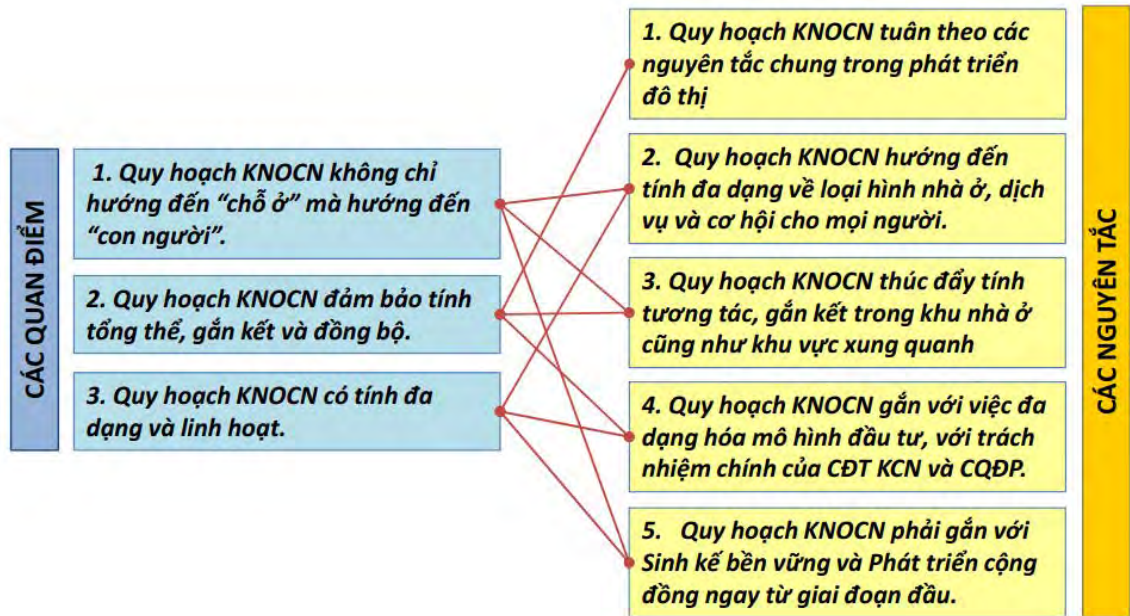 CÁC QUAN ĐIỂM
1. Quy hoạch KNOCN không chỉ
hướng đến “chỗ ở” mà hướng đến
“con người”.
2. Quy hoạch KNOCN đảm bảo tính
tổng thể, gắn kết và đồng bộ.
3. Quy hoạch KNOCN có tính đa
dạng và linh hoạt.
1. Quy hoạch KNOCN tuân theo các
nguyên tắc chung trong phát triển
đô thị
2. Quy hoạch KNOCN hướng đến
tính đa dạng về loại hình nhà ở, dịch
vụ và cơ hội cho mọi người.
3. Quy hoạch KNOCN thúc đẩy tính
tương tác, gắn kết trong khu nhà ở
cũng như khu vực xung quanh
4. Quy hoạch KNOCN gắn với việc đa
dạng hóa mô hình đầu tư, với trách
nhiệm chính của CĐT KCN và CQĐP.
5. Quy hoạch KNOCN phải gắn với
Sinh kế bền vững và Phát triển cộng
đồng ngay từ giai đoạn đầu.
CÁC NGUYÊN TẮC